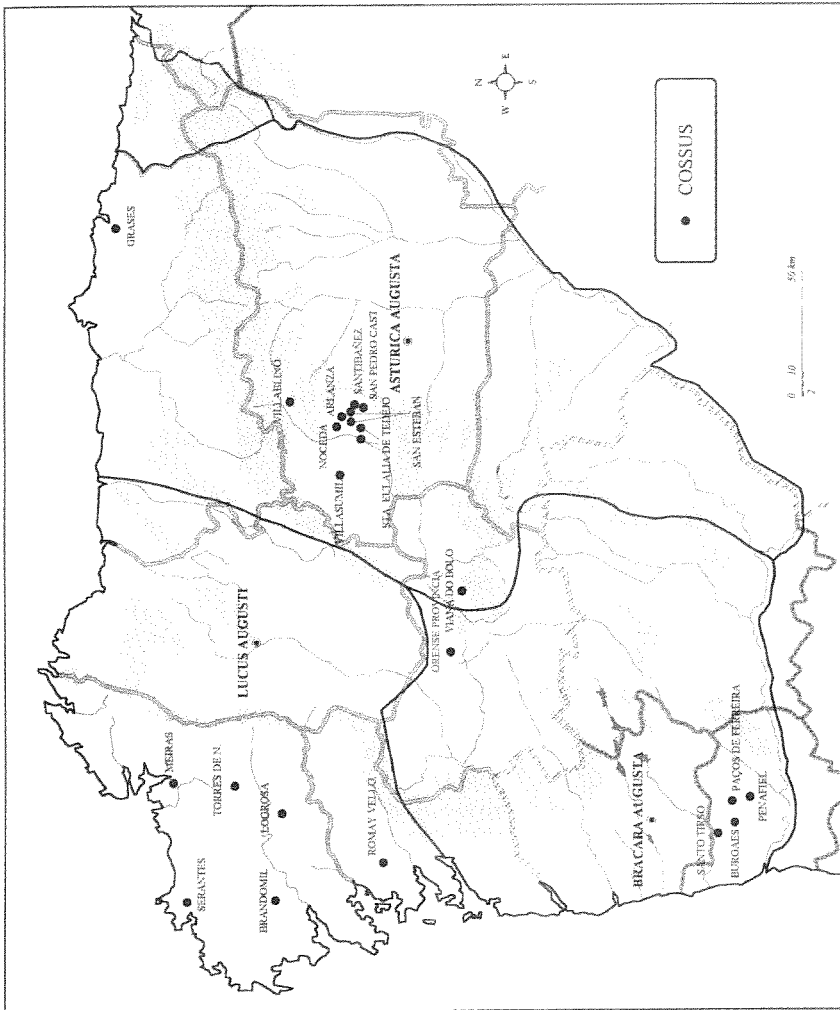 N
W
E
S
COSSUS
0
10
50 km
GRASES
VILLABLINO
NOCEDA
ARLANZA
SANTIBAÑEZ
SAN PEDRO CAST
ASTURICA AUGUSTA
VILLASUMIL
STA. EULALIA DE TEDEJO
SAN ESTEBAN
LUCUS AUGUSTI
ORENSE PROVINCIA
VIANA DO BOLO
MEIRAS
TORRES DE N.
LOGROSA
SERANTES
BRANDOMIL
ROMAY VELLO
BRACARA AUGUSTA
SANTO TIRSO
BURGAES
PAÇOS DE FERREIRA
PENAFIEL